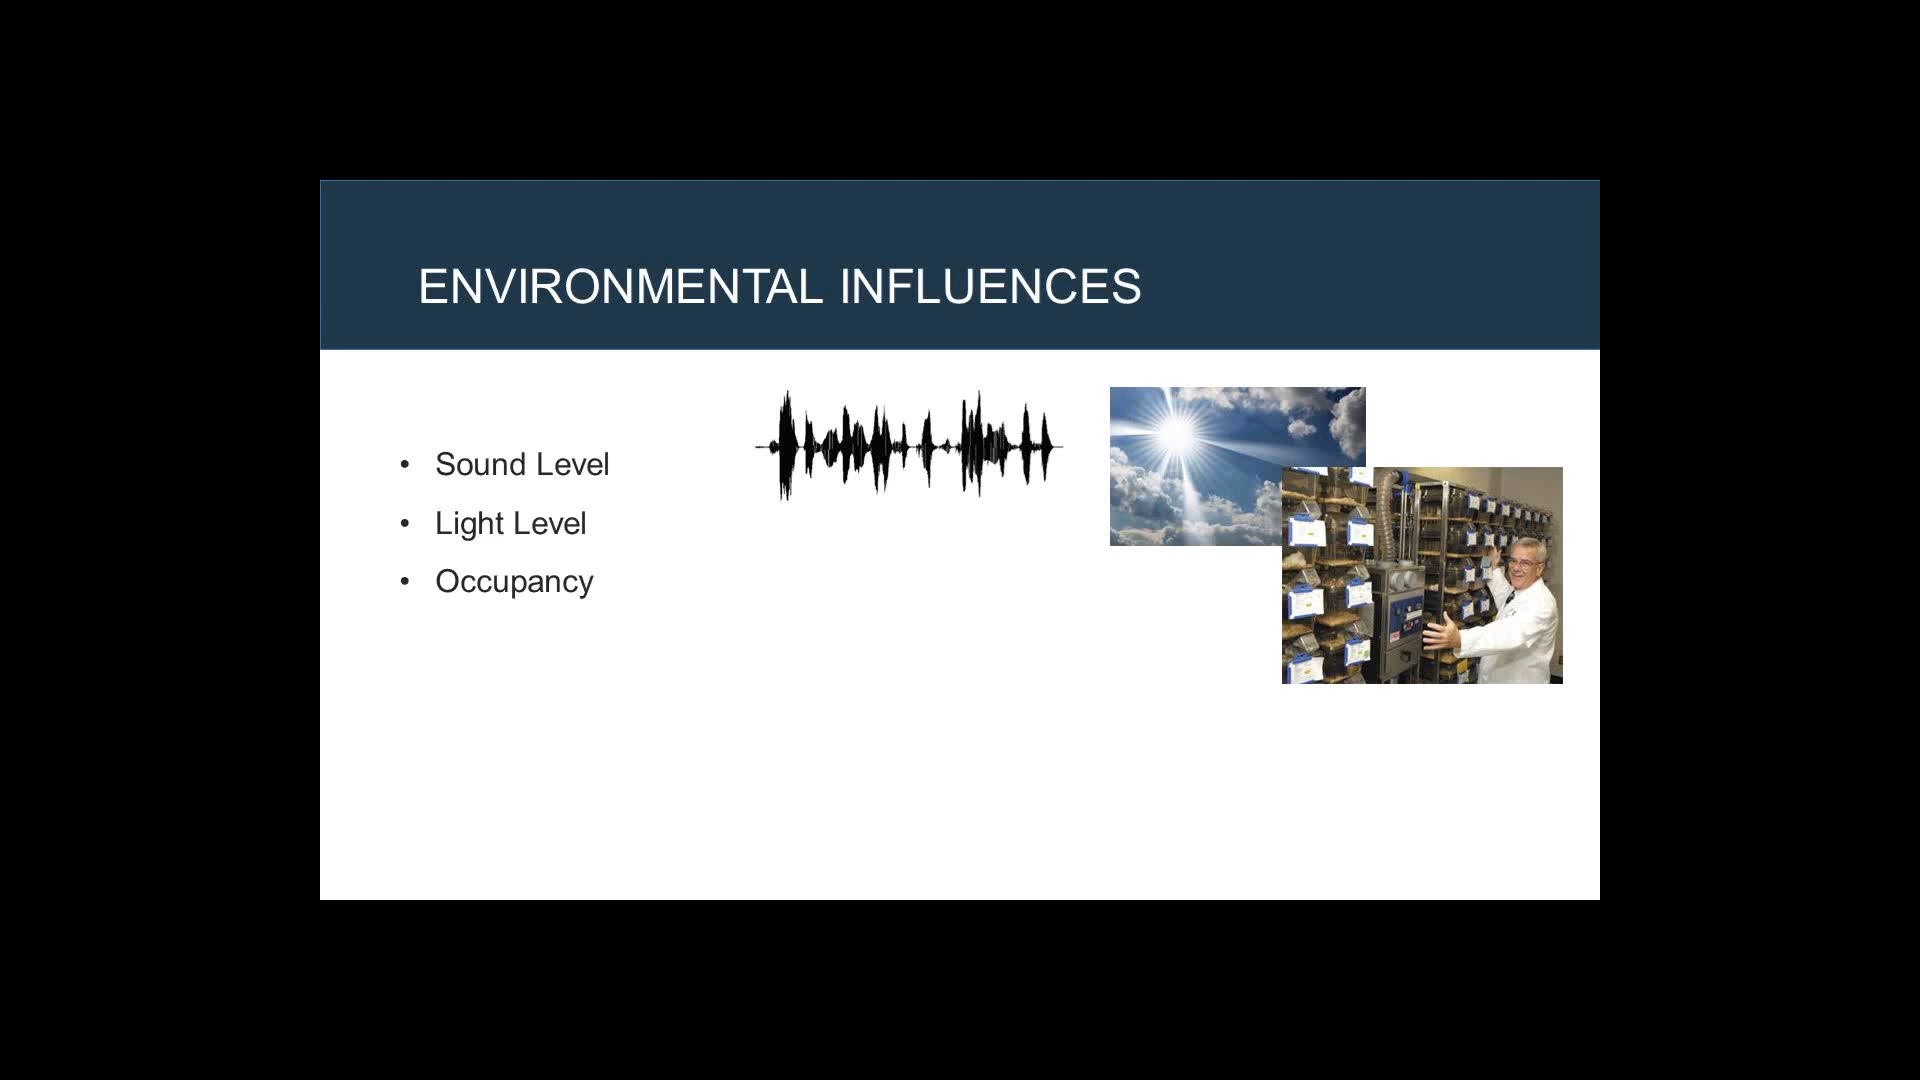 ENVIRONMENTAL INFLUENCES
• Sound Level
• Light Level
• Occupancy